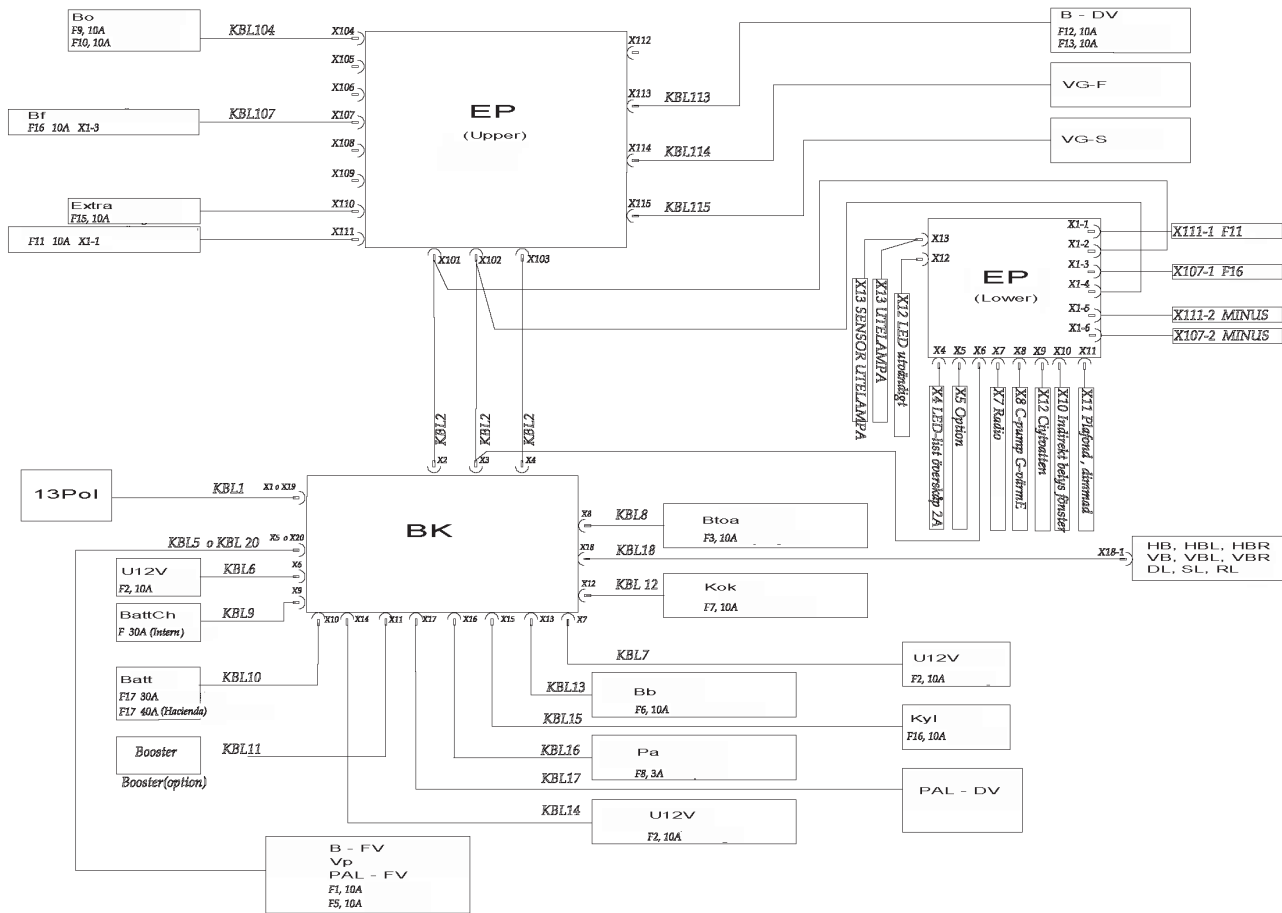 Bo
F9, 10A
F10, 10A
KBL104
X104
X105
X106
Bf
F16 10A X1-3
KBL107
X107
X108
X109
Extra
F15, 10A
X110
F11 10A X1-1
X111
EP
(Upper)
X112
X113
KBL113
X114
KBL114
X115
KBL115
X101
X102
X103
B - DV
F12, 10A
F13, 10A
VG-F
VG-S
EP
(Lower)
X13
X12
X1-1
X1-2
X1-3
X1-4
X1-5
X1-6
X111-1 F11
X107-1 F16
X111-2 MINUS
X107-2 MINUS
X4
X5
X6
X7
X8
X9
X10
X11
X13 SENSOR UTELAMPA
X13 UTELAMPA
X12 LED utvändigt
X4 LED-list överskåp 2A
X5 Option
X7 Radio
X8 C-pump G-värmE
X12 Citytvatten
X10 Indirekt belys fönster
X11 Plafond , dimmad
KBL2
KBL2
KBL2
X2
X3
X4
13Pol
KBL1
X1 o X19
BK
KBL5 o KBL 20
X5 o X20
U12V
F2, 10A
KBL6
X6
BattCh
F 30A (Intern)
KBL9
X9
X8
KBL8
Btoa
F3, 10A
X18
KBL18
X18-1
HB, HBL, HBR
VB, VBL, VBR
DL, SL, RL
X12
KBL 12
Kok
F7, 10A
X10
X14
X11
X17
X16
X15
X13
X7
Batt
F17 30A
F17 40A (Hacienda)
KBL10
KBL7
U12V
F2, 10A
KBL13
Bb
F6, 10A
KBL15
Kyl
F16, 10A
Booster
KBL11
Booster(option)
KBL16
Pa
F8, 3A
KBL17
PAL - DV
KBL14
U12V
F2, 10A
B - FV
Vp
PAL - FV
F1, 10A
F5, 10A